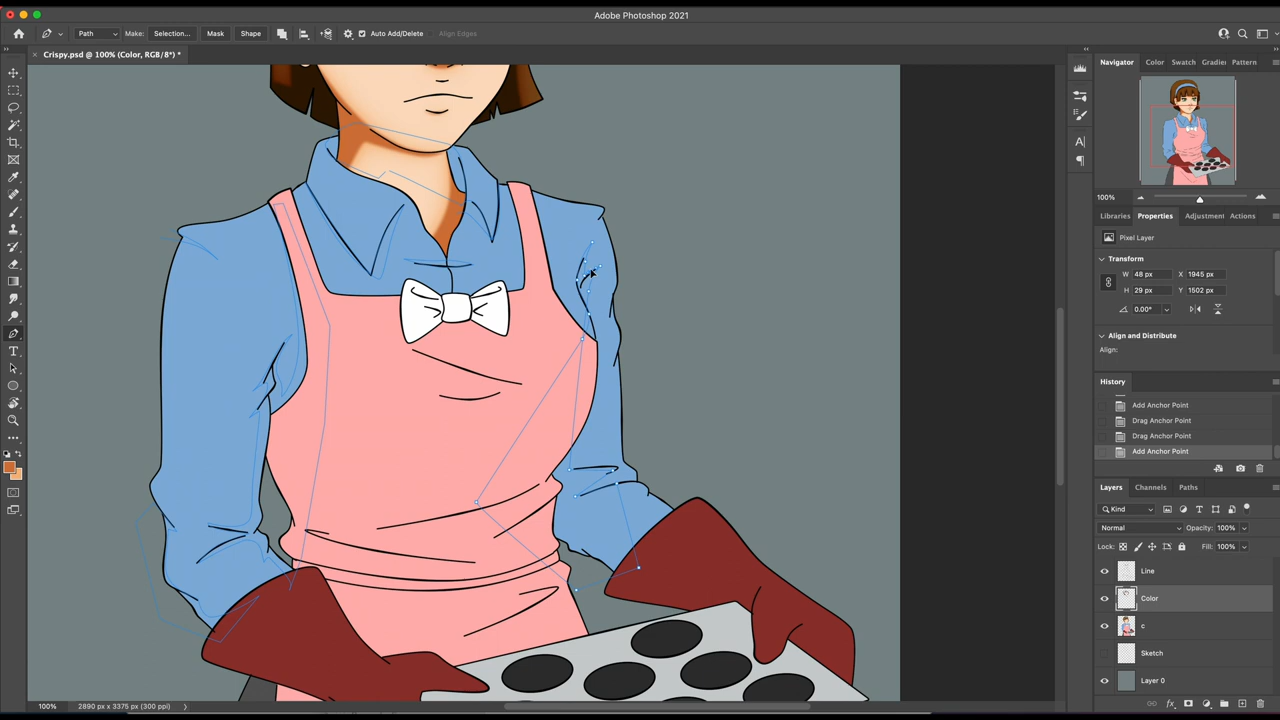 Adobe Photoshop 2021
Path Make: Selection... Mask Shape Auto Add/Delete Align Edges
Crispy.psd @ 100% (Color, RGB/8*) *
Navigator Color Swatch Gradie Pattern
100%
Libraries Properties Adjustment Actions
Pixel Layer
Transform
W 48 px X 1945 px
H 29 px Y 1502 px
0.00°
Align and Distribute
Align:
History
Add Anchor Point
Drag Anchor Point
Drag Anchor Point
Add Anchor Point
Layers Channels Paths
Kind
Normal Opacity: 100%
Lock: Fill: 100%
Line
Color
c
Sketch
Layer 0
100% 2890 px x 3375 px (300 ppi)